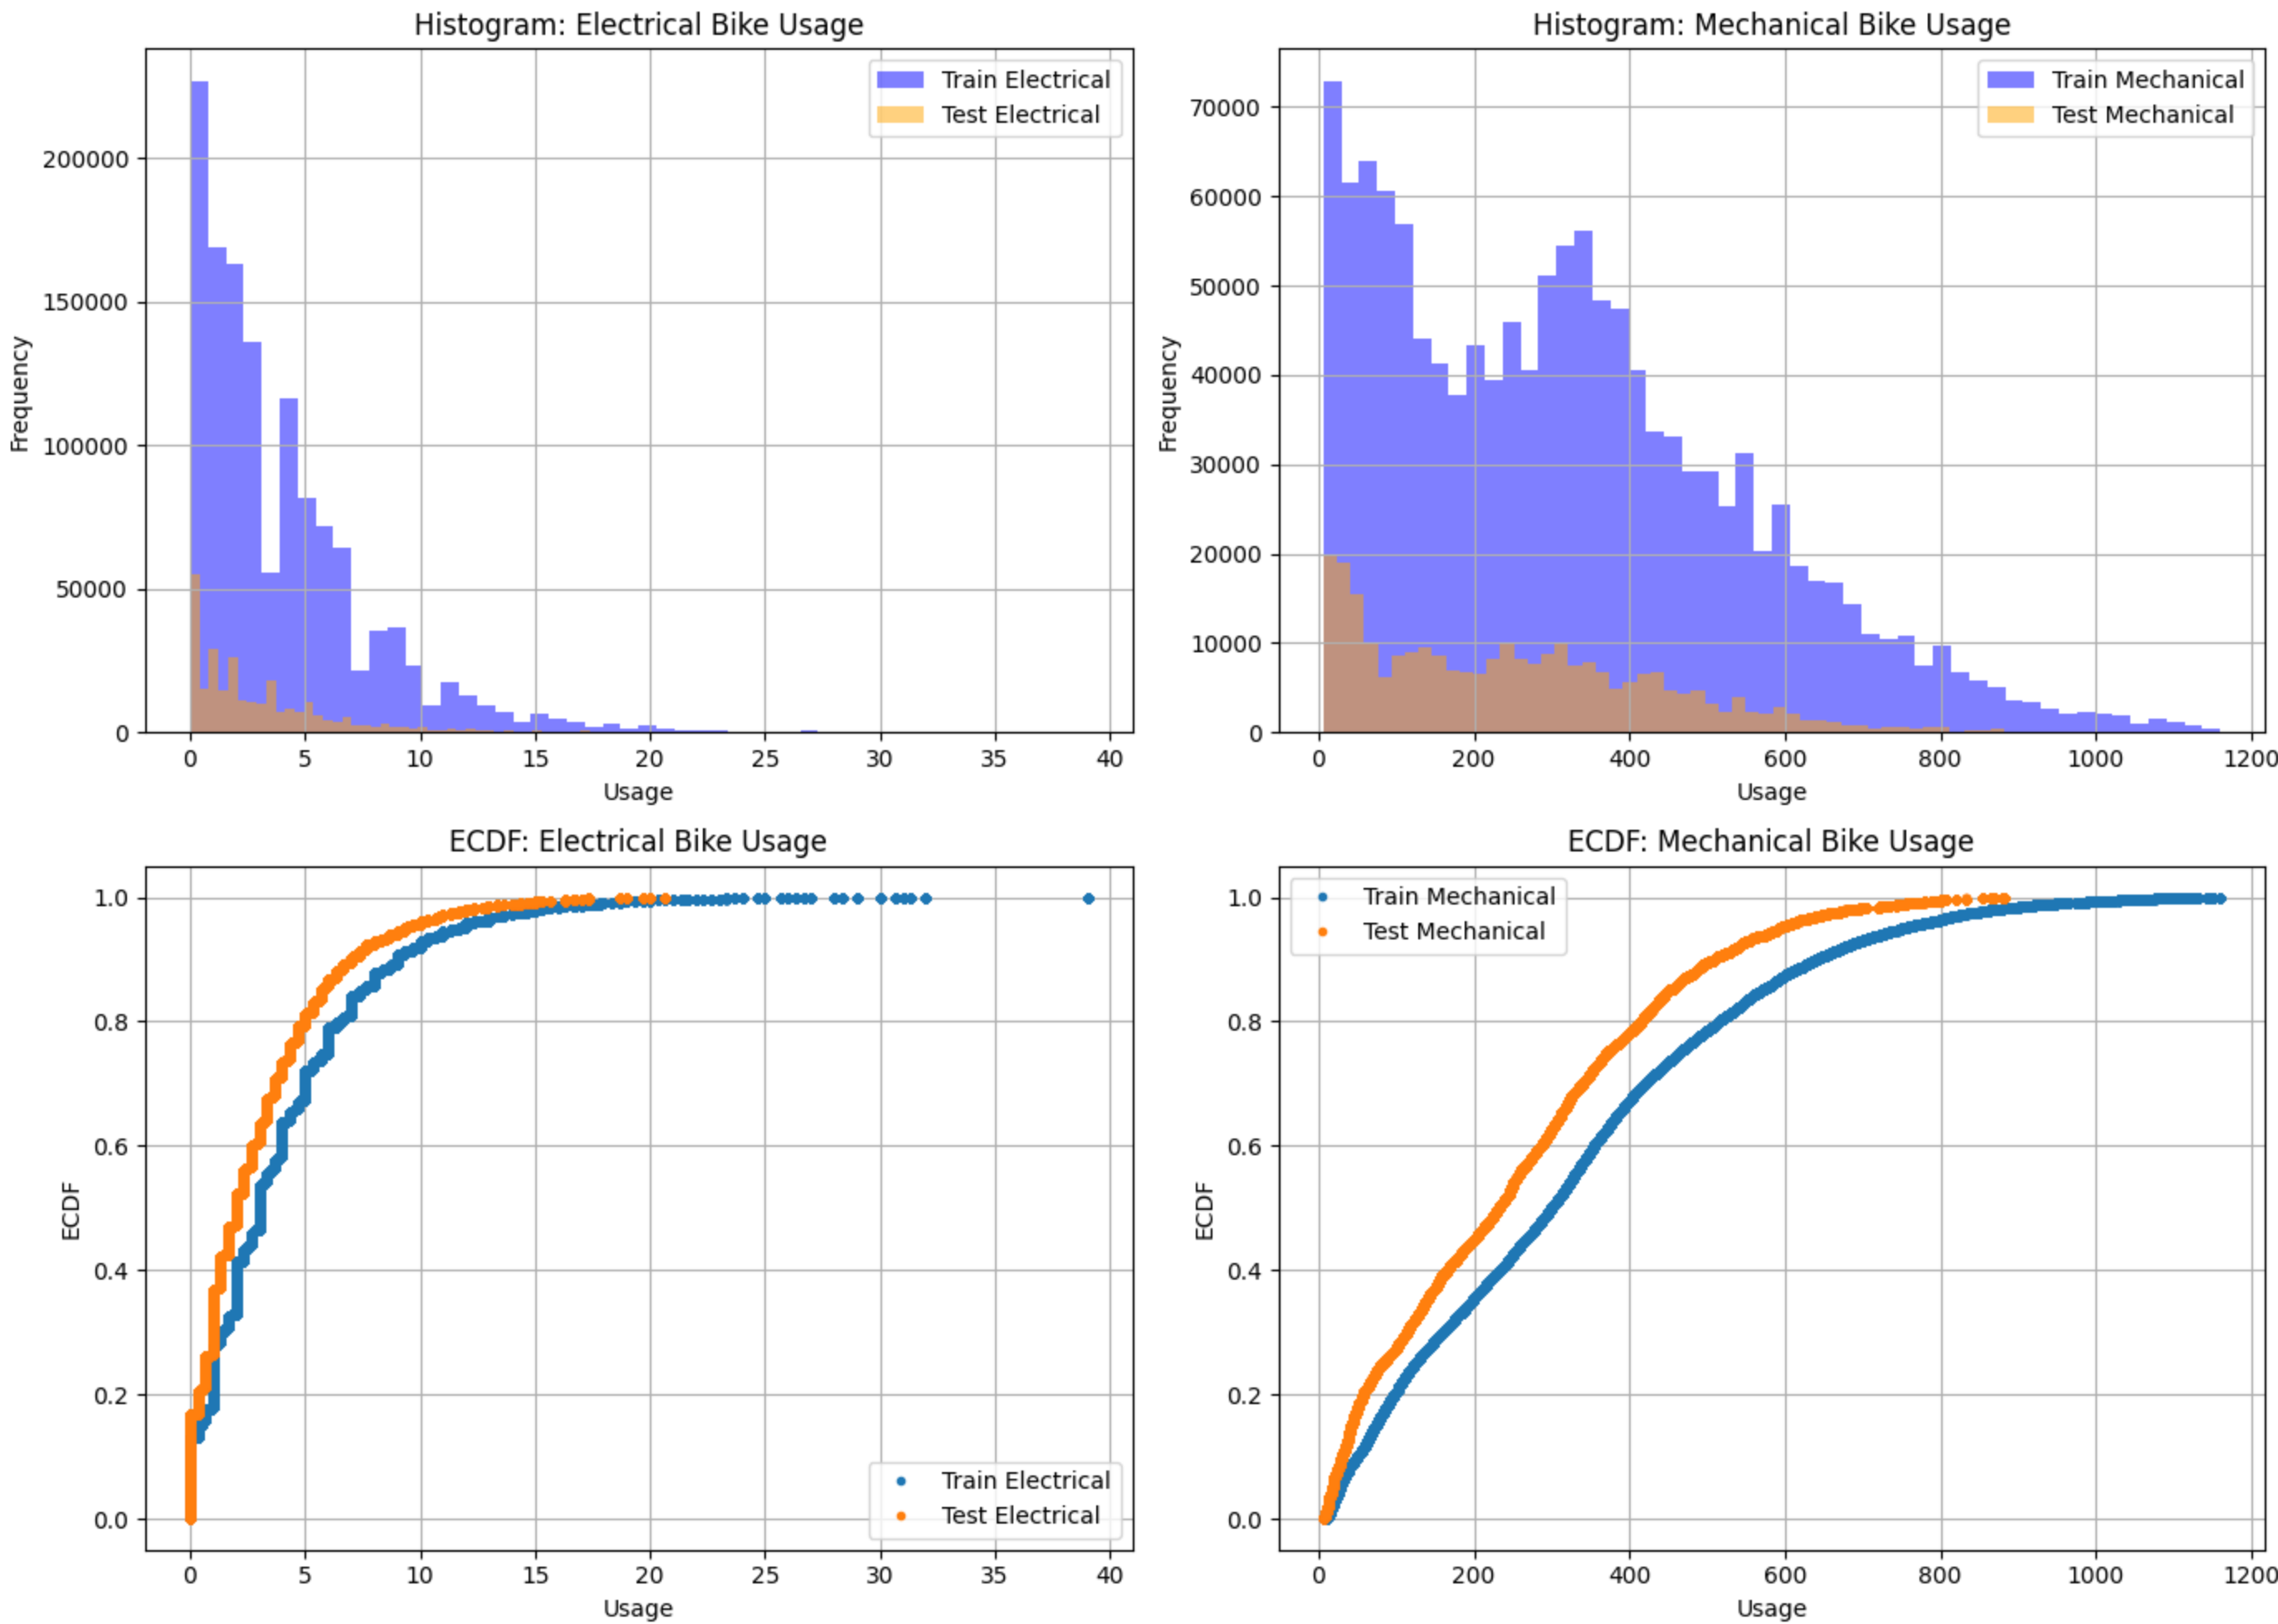 Histogram: Electrical Bike Usage
Train Electrical
Test Electrical
Frequency
200000
150000
100000
50000
0
0 5 10 15 20 25 30 35 40
Usage
Histogram: Mechanical Bike Usage
Train Mechanical
Test Mechanical
Frequency
70000
60000
50000
40000
30000
20000
10000
0
0 200 400 600 800 1000 1200
Usage
ECDF: Electrical Bike Usage
ECDF
1.0
0.8
0.6
0.4
0.2
0.0
Train Electrical
Test Electrical
0 5 10 15 20 25 30 35 40
Usage
ECDF: Mechanical Bike Usage
Train Mechanical
Test Mechanical
ECDF
1.0
0.8
0.6
0.4
0.2
0.0
0 200 400 600 800 1000 1200
Usage